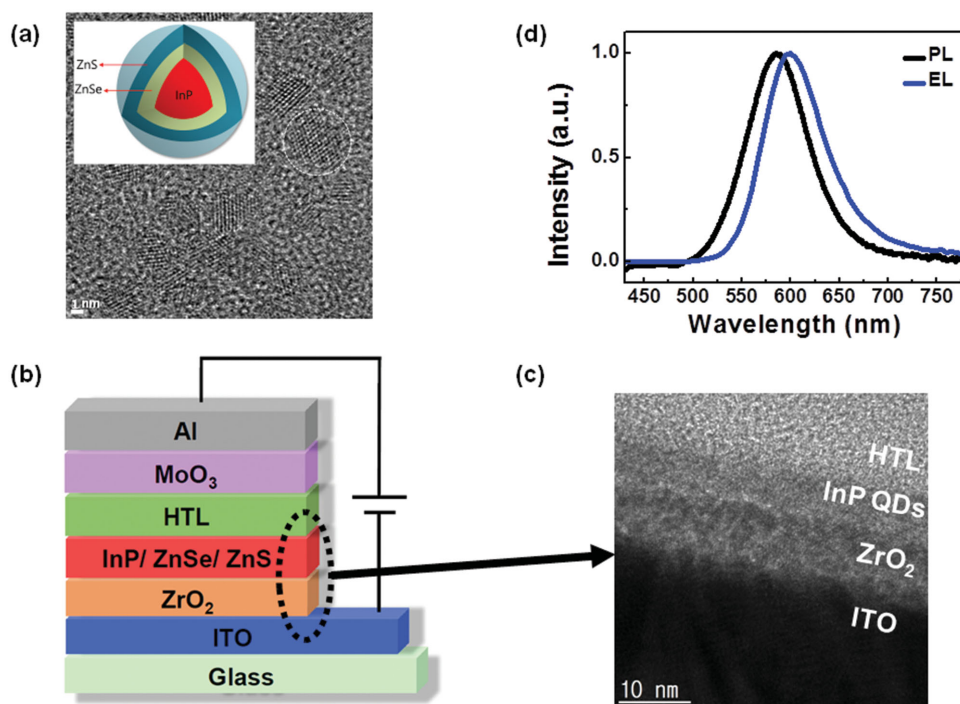 (a)
ZnS
ZnSe
InP
1 nm
(d)
PL
EL
1.0
0.5
0.0
Intensity (a.u.)
450 500 550 600 650 700 750
Wavelength (nm)
(b)
Al
MoO₃
HTL
InP/ ZnSe/ ZnS
ZrO₂
ITO
Glass
(c)
HTL
InP QDs
ZrO₂
ITO
10 nm